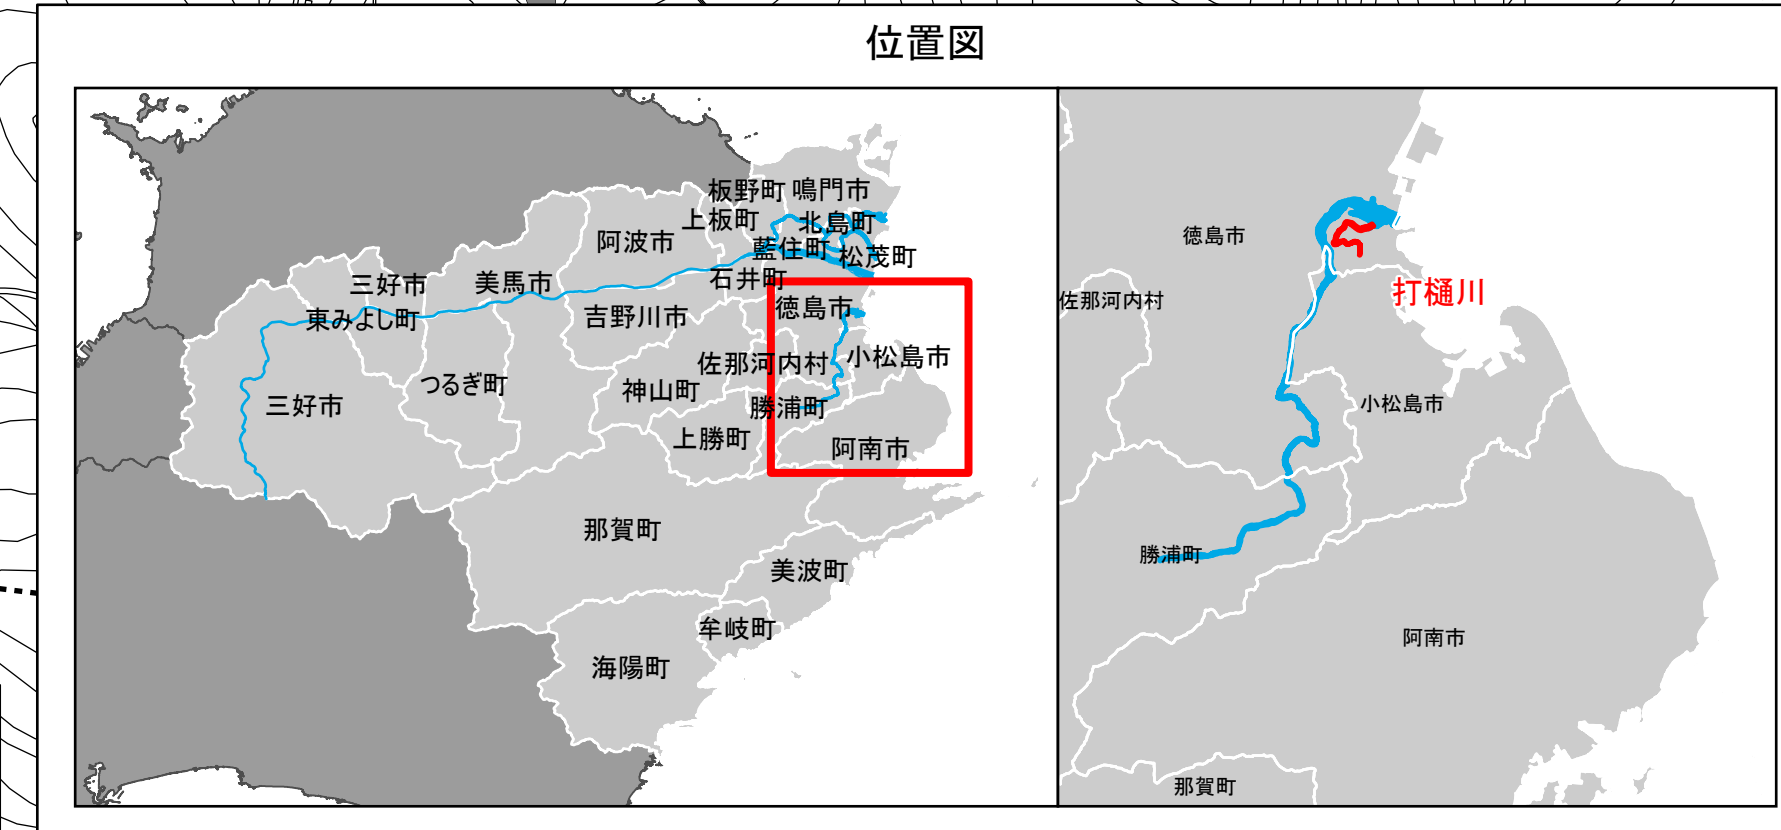 位置図
板野町
鳴門市
上板町
北島町
阿波市
藍住町
松茂町
三好市
美馬市
石井町
東みよし町
吉野川市
徳島市
佐那河内村
小松島市
つるぎ町
神山町
三好市
勝浦町
上勝町
阿南市
那賀町
美波町
牟岐町
海陽町
徳島市
打樋川
佐那河内村
小松島市
勝浦町
阿南市
那賀町